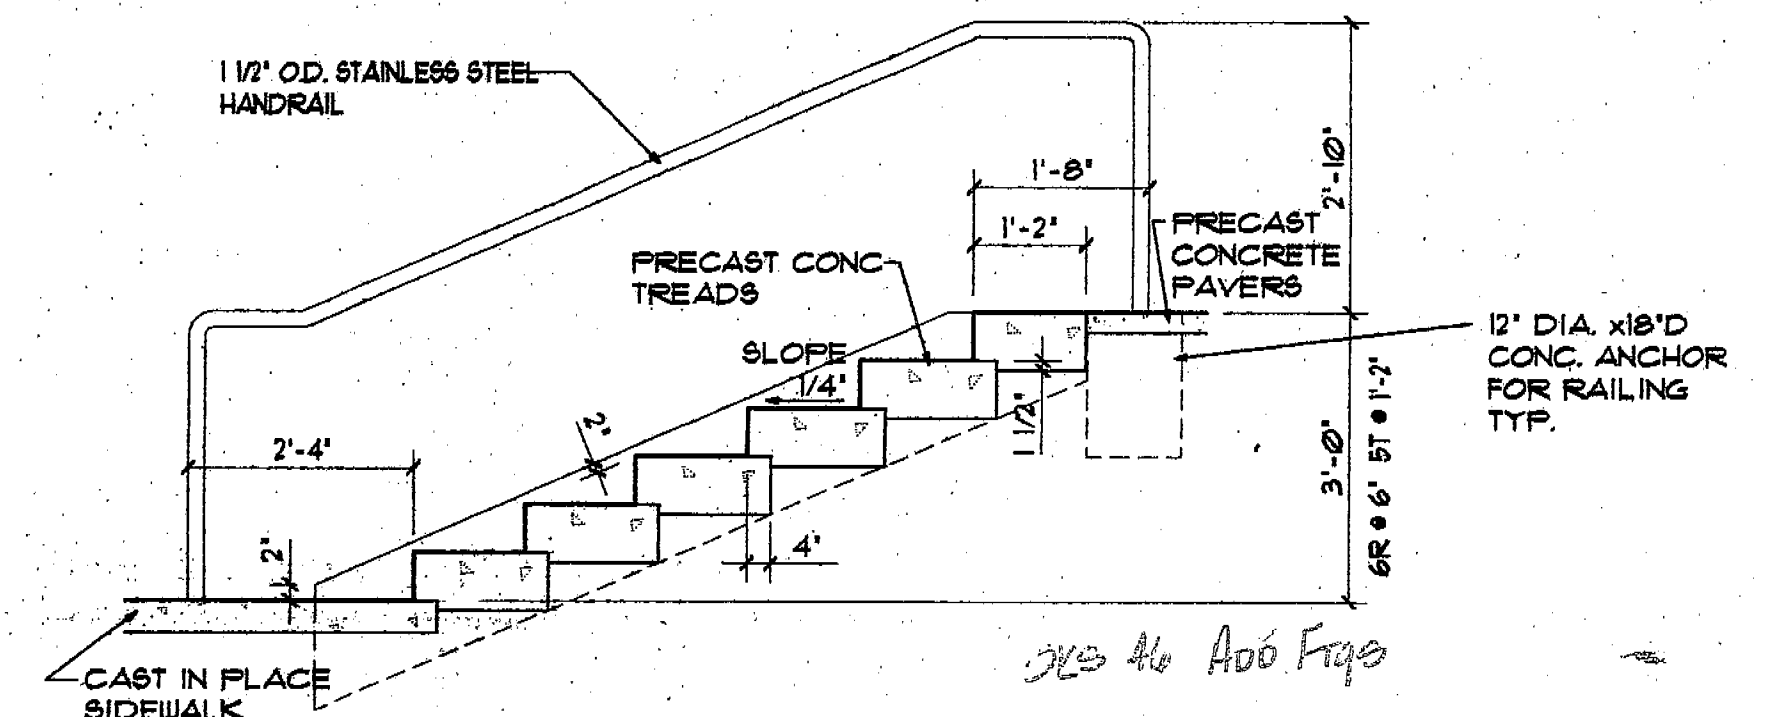 1 1/2" O.D. STAINLESS STEEL
HANDRAIL
1'-8"
2'-10"
1'-2"
PRECAST
CONCRETE
PAVERS
PRECAST CONC
TREADS
12" DIA. x18"D
CONC. ANCHOR
FOR RAILING
TYP.
SLOPE
1/4"
1 1/2"
2"
2'-4"
3'-0"
6R @ 6" 5T @ 1'-2"
4"
2"
CAST IN PLACE
SIDEWALK